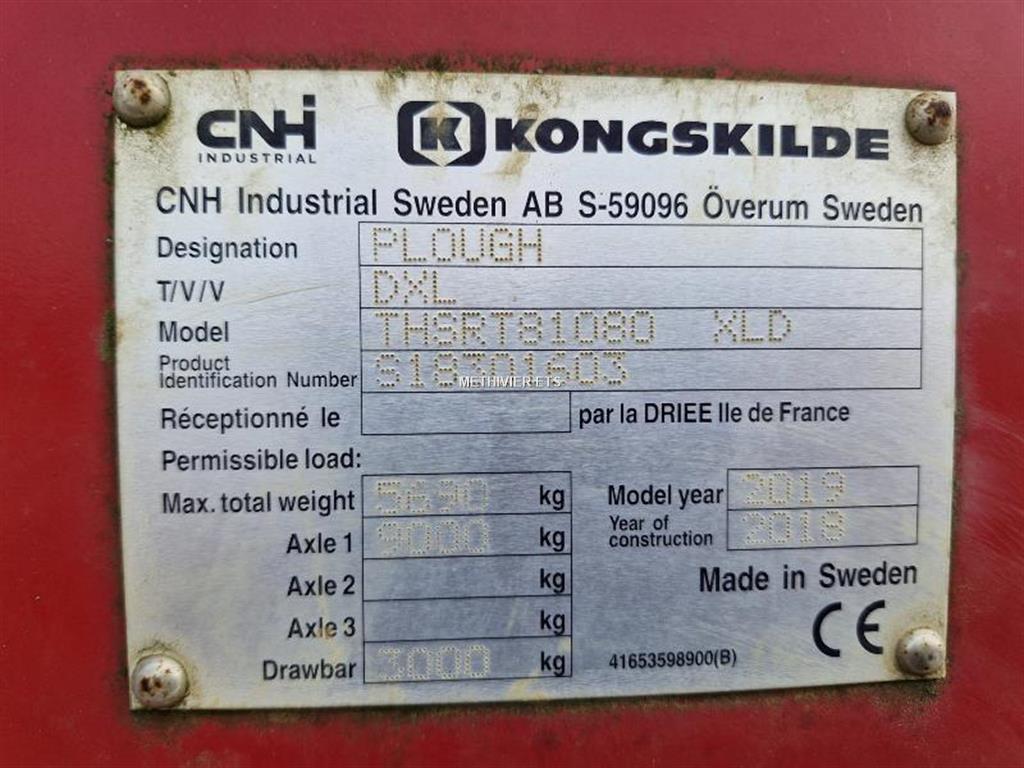 CNHi INDUSTRIAL K KONGSKILDE
CNH Industrial Sweden AB S-59096 Överum Sweden
Designation PLOUGH
T/V/V DXL
Model THSRT81080 XLD
Product Identification Number S18301603
METHIVIER ETS
Réceptionné le par la DRIEE Ile de France
Permissible load:
Max. total weight 5690 kg Model year 2019
Axle 1 9000 kg Year of construction 2018
Axle 2 kg Made in Sweden
Axle 3 kg CE
Drawbar 3000 kg 41653598900(B)